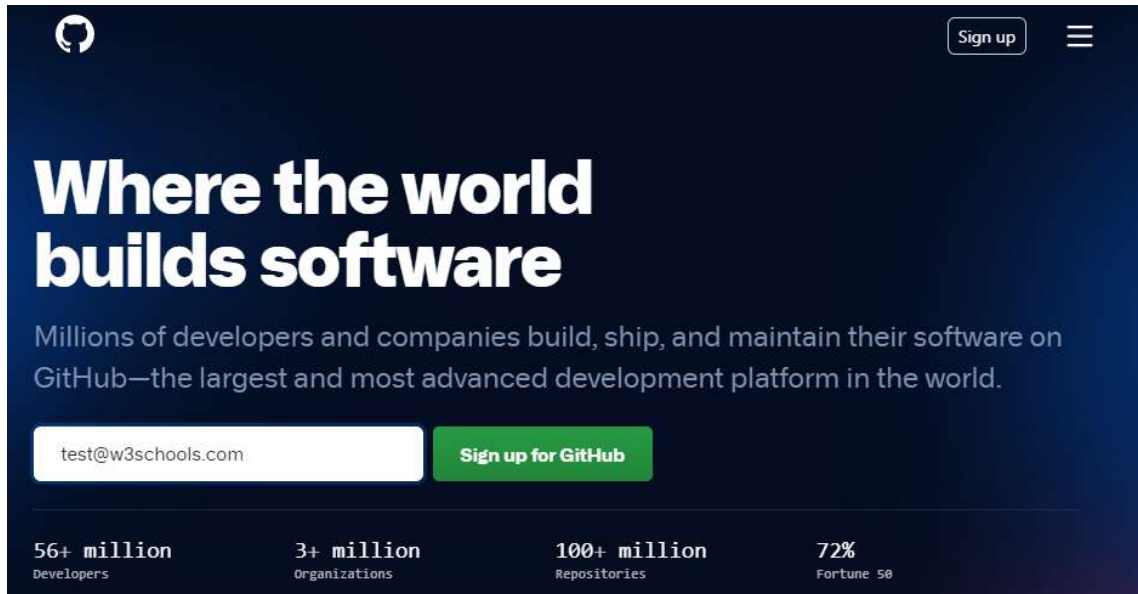 Sign up
Where the world
builds software
Millions of developers and companies build, ship, and maintain their software on
GitHub—the largest and most advanced development platform in the world.
test@w3schools.com
Sign up for GitHub
56+ million
Developers
3+ million
Organizations
100+ million
Repositories
72%
Fortune 50